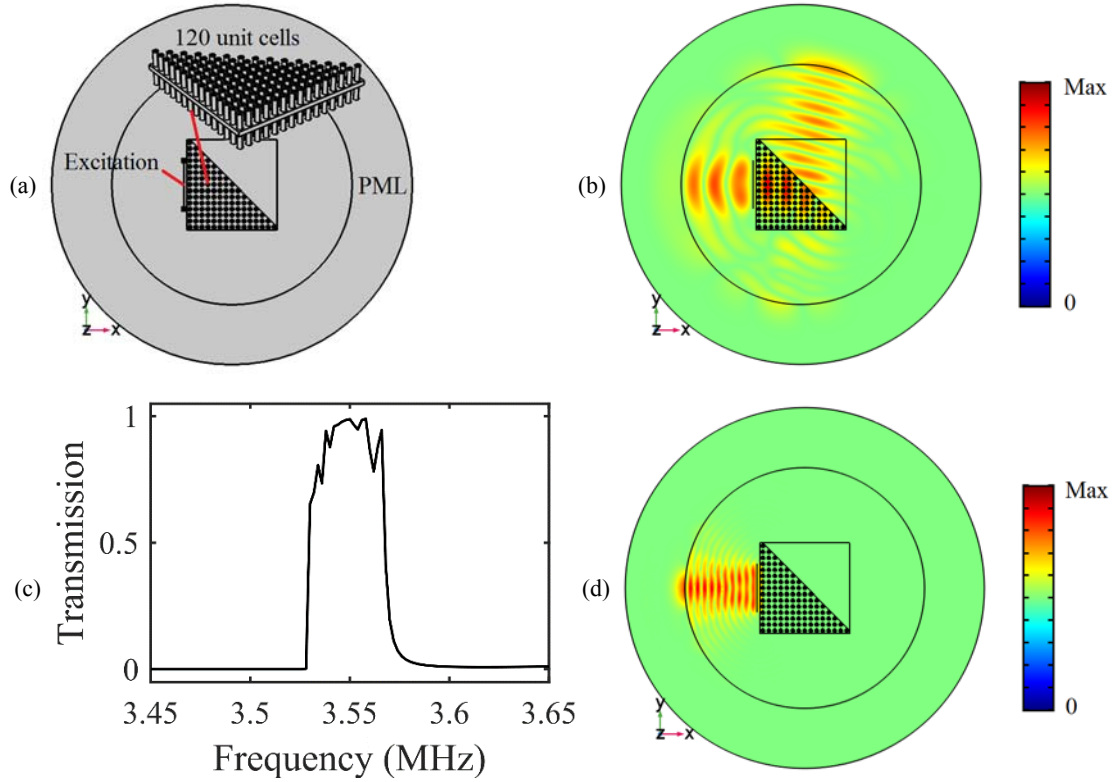 120 unit cells
Excitation
(a)
PML
y
z x
(b)
Max
0
y
z x
(c)
Transmission
1
0.5
0
3.45 3.5 3.55 3.6 3.65
Frequency (MHz)
(d)
Max
0
y
z x